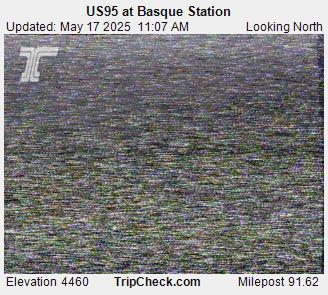 US95 at Basque Station
Updated: May 17 2025 11:07 AM Looking North
Elevation 4460 TripCheck.com Milepost 91.62